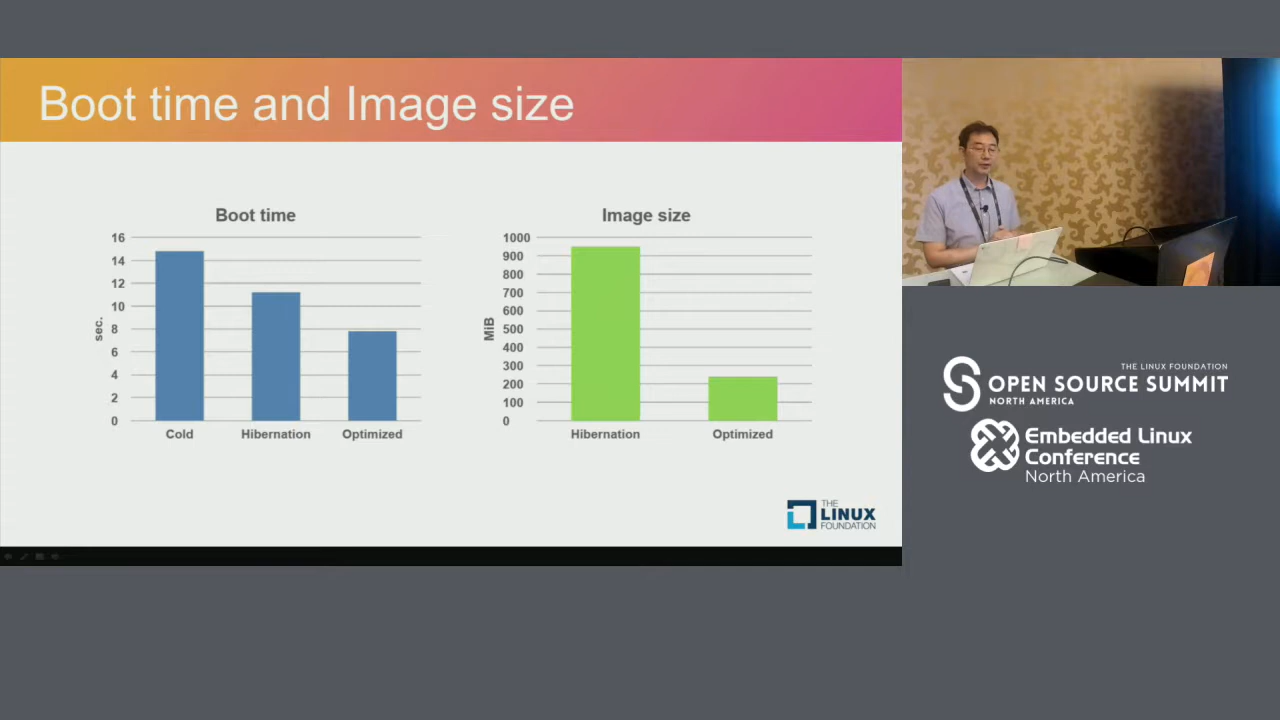 Boot time and Image size
Boot time
16
14
12
10
8
6
4
2
0
sec.
Cold
Hibernation
Optimized
Image size
1000
900
800
700
600
500
400
300
200
100
0
MiB
Hibernation
Optimized
THE
LINUX
FOUNDATION
THE LINUX FOUNDATION
OPEN SOURCE SUMMIT
NORTH AMERICA
Embedded Linux
Conference
North America